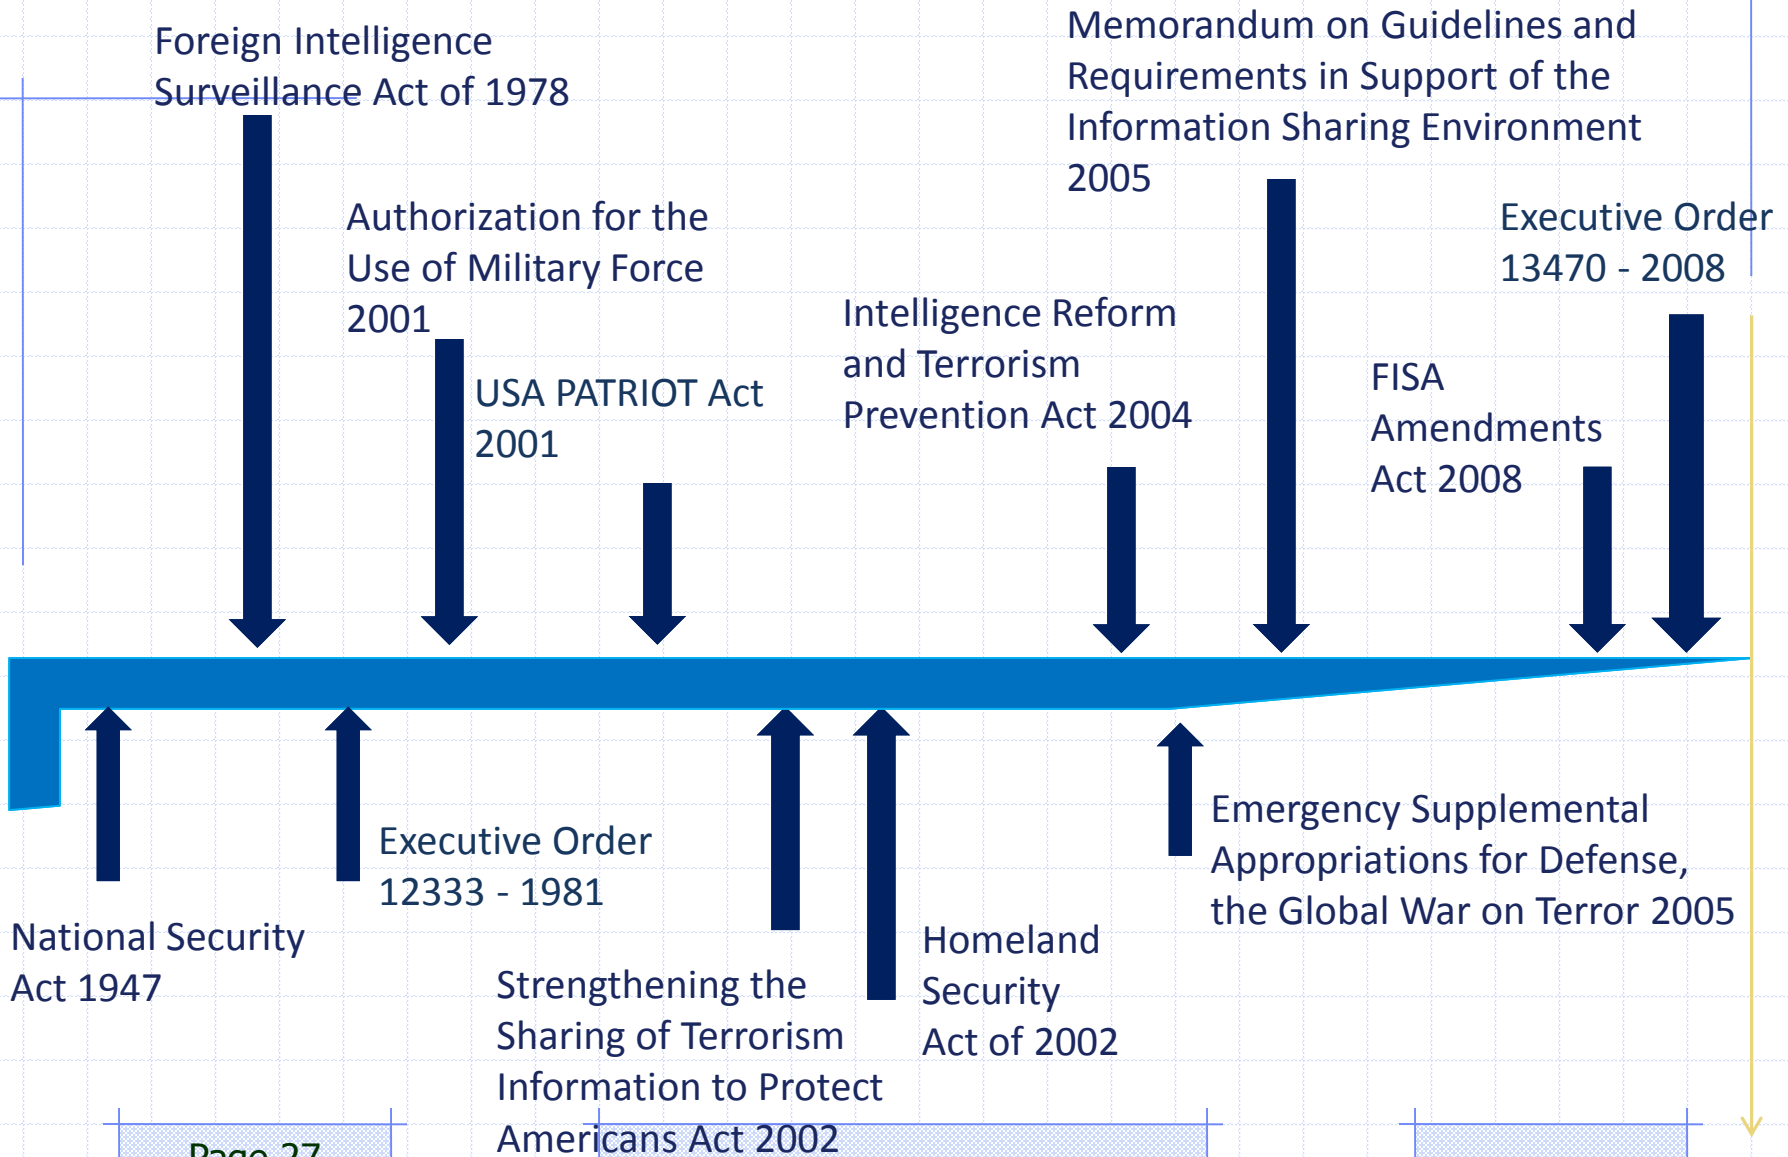 Foreign Intelligence
Surveillance Act of 1978
Memorandum on Guidelines and
Requirements in Support of the
Information Sharing Environment
2005
Authorization for the
Use of Military Force
2001
Executive Order
13470 - 2008
USA PATRIOT Act
2001
Intelligence Reform
and Terrorism
Prevention Act 2004
FISA
Amendments
Act 2008
National Security
Act 1947
Executive Order
12333 - 1981
Strengthening the
Sharing of Terrorism
Information to Protect
Americans Act 2002
Homeland
Security
Act of 2002
Emergency Supplemental
Appropriations for Defense,
the Global War on Terror 2005
Page 27